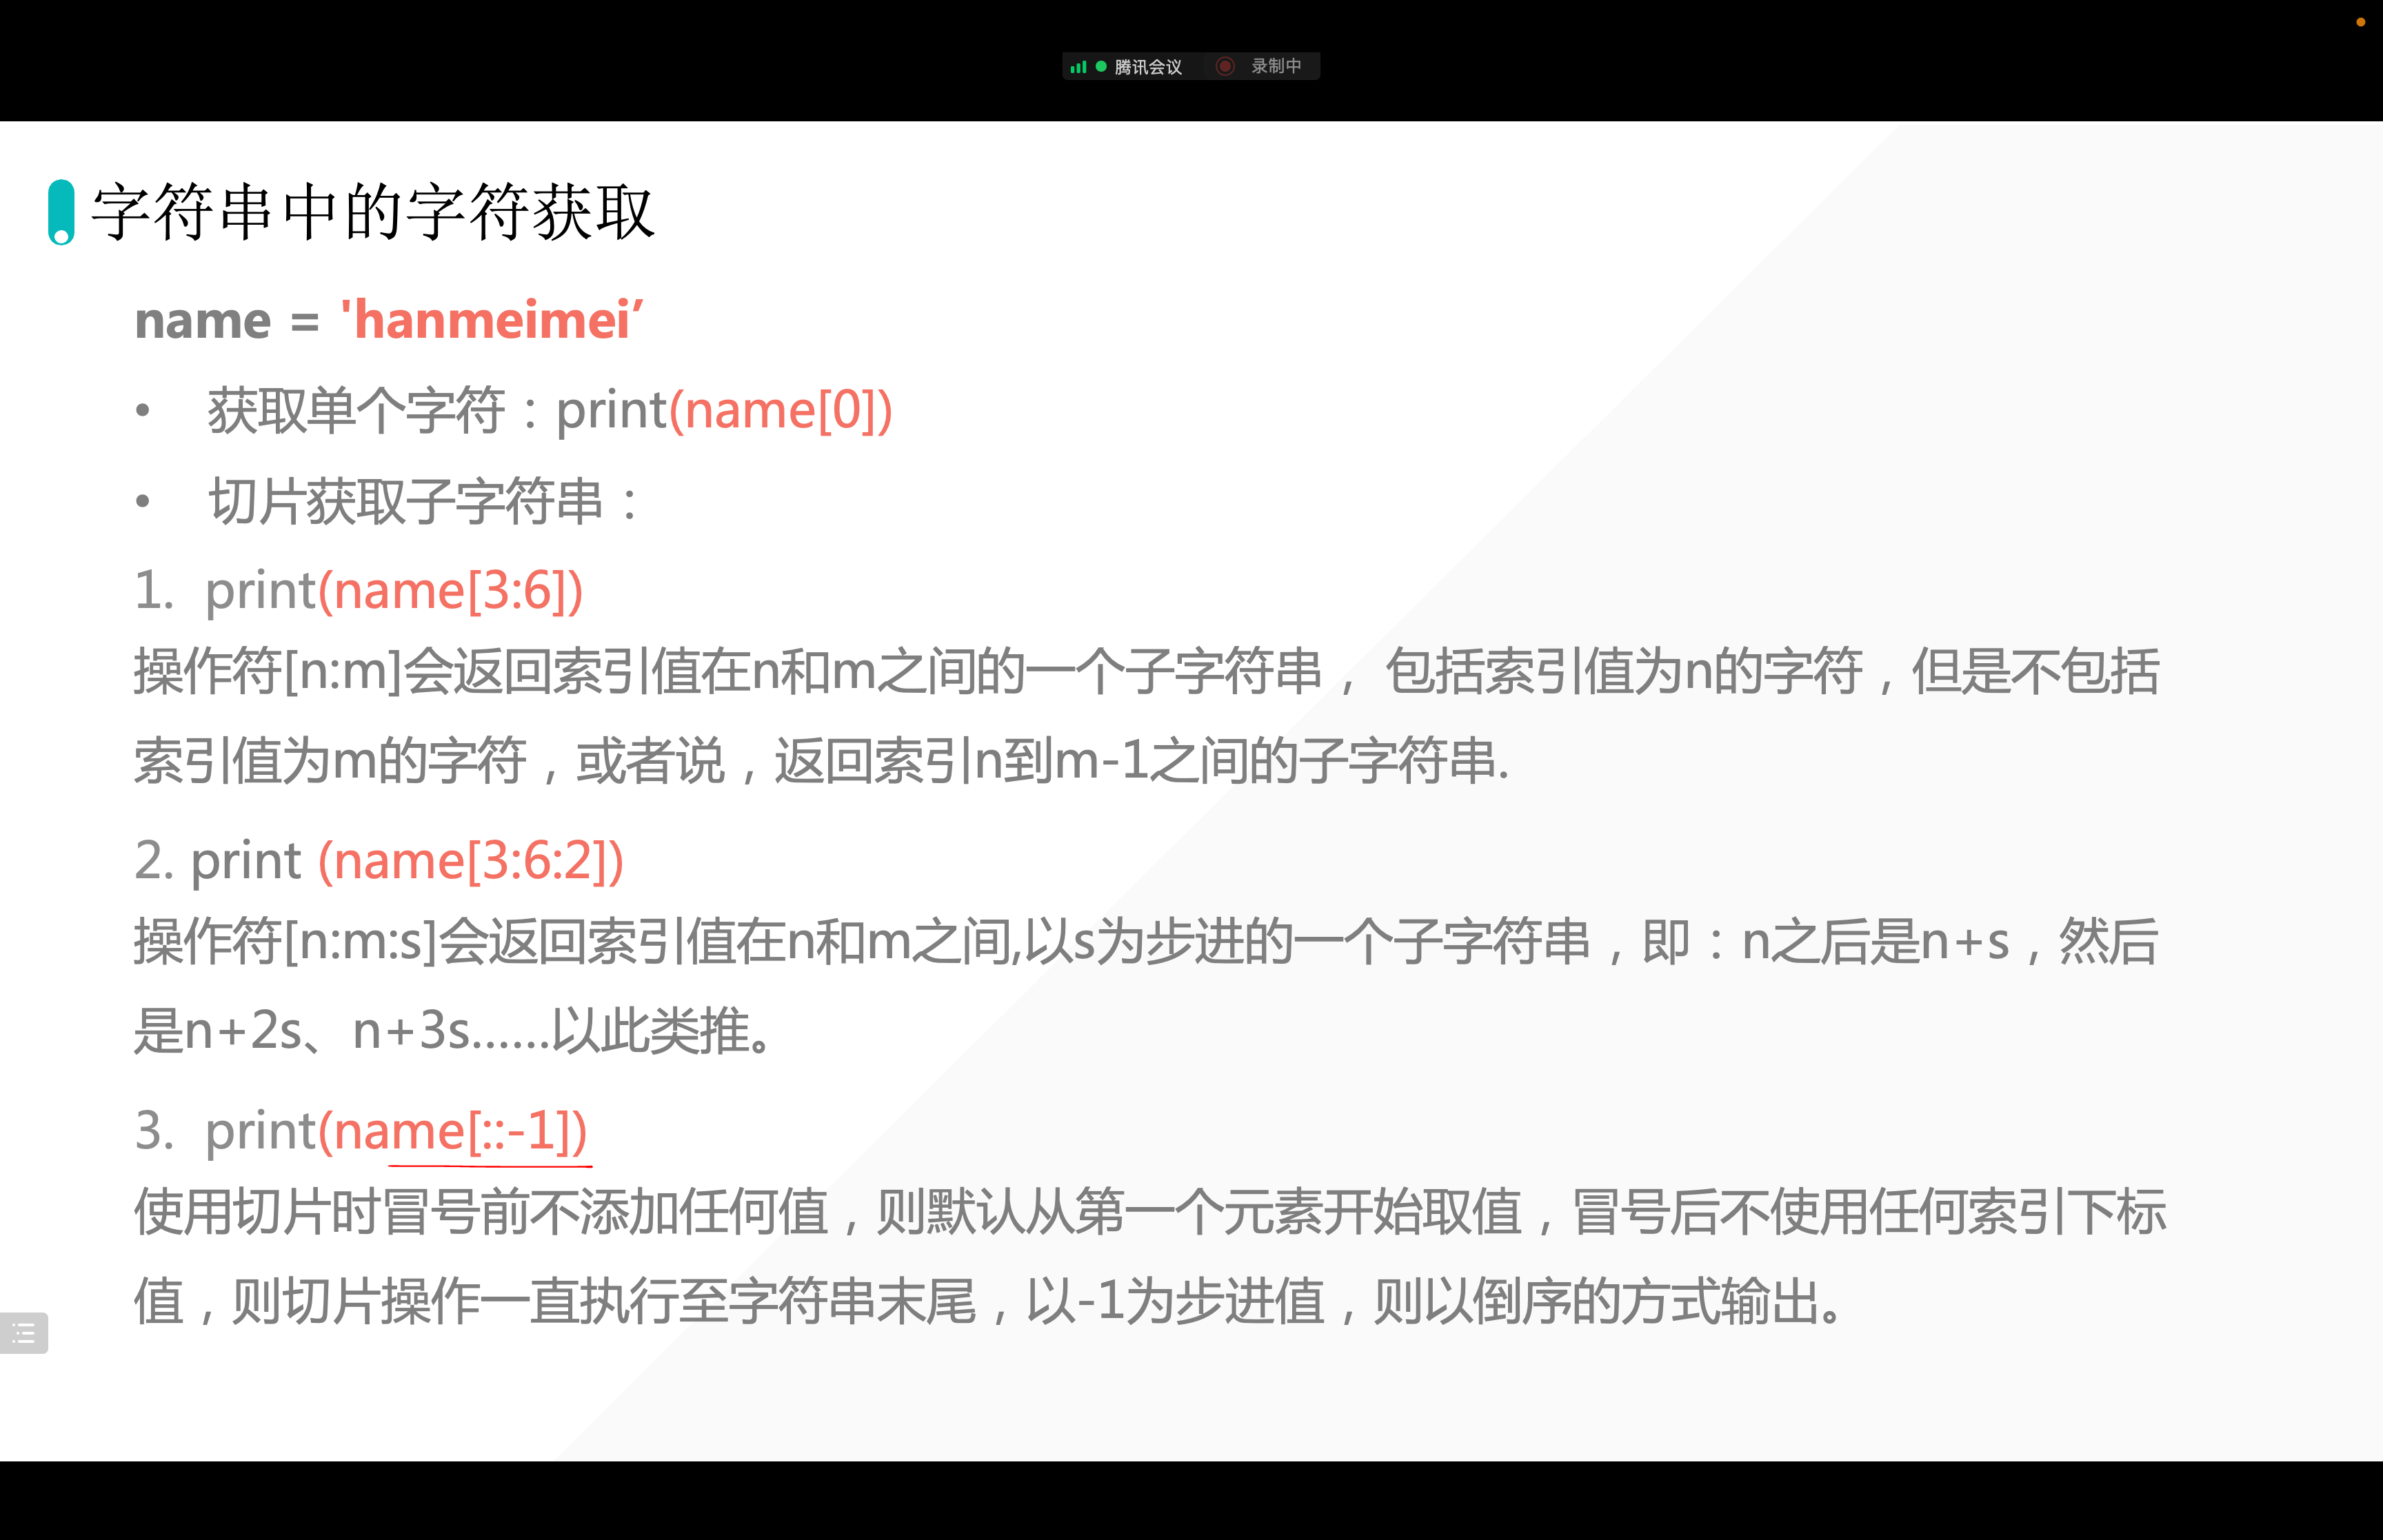 腾讯会议 录制中
字符串中的字符获取
name = 'hanmeimei’
• 获取单个字符：print(name[0])
• 切片获取子字符串：
1. print(name[3:6])
操作符[n:m]会返回索引值在n和m之间的一个子字符串， 包括索引值为n的字符，但是不包括
索引值为m的字符，或者说，返回索引n到m-1之间的子字符串.
2. print (name[3:6:2])
操作符[n:m:s]会返回索引值在n和m之间,以s为步进的一个子字符串，即：n之后是n+s，然后
是n+2s、n+3s……以此类推。
3. print(name[::-1])
使用切片时冒号前不添加任何值，则默认从第一个元素开始取值，冒号后不使用任何索引下标
值，则切片操作一直执行至字符串末尾，以-1为步进值，则以倒序的方式输出。